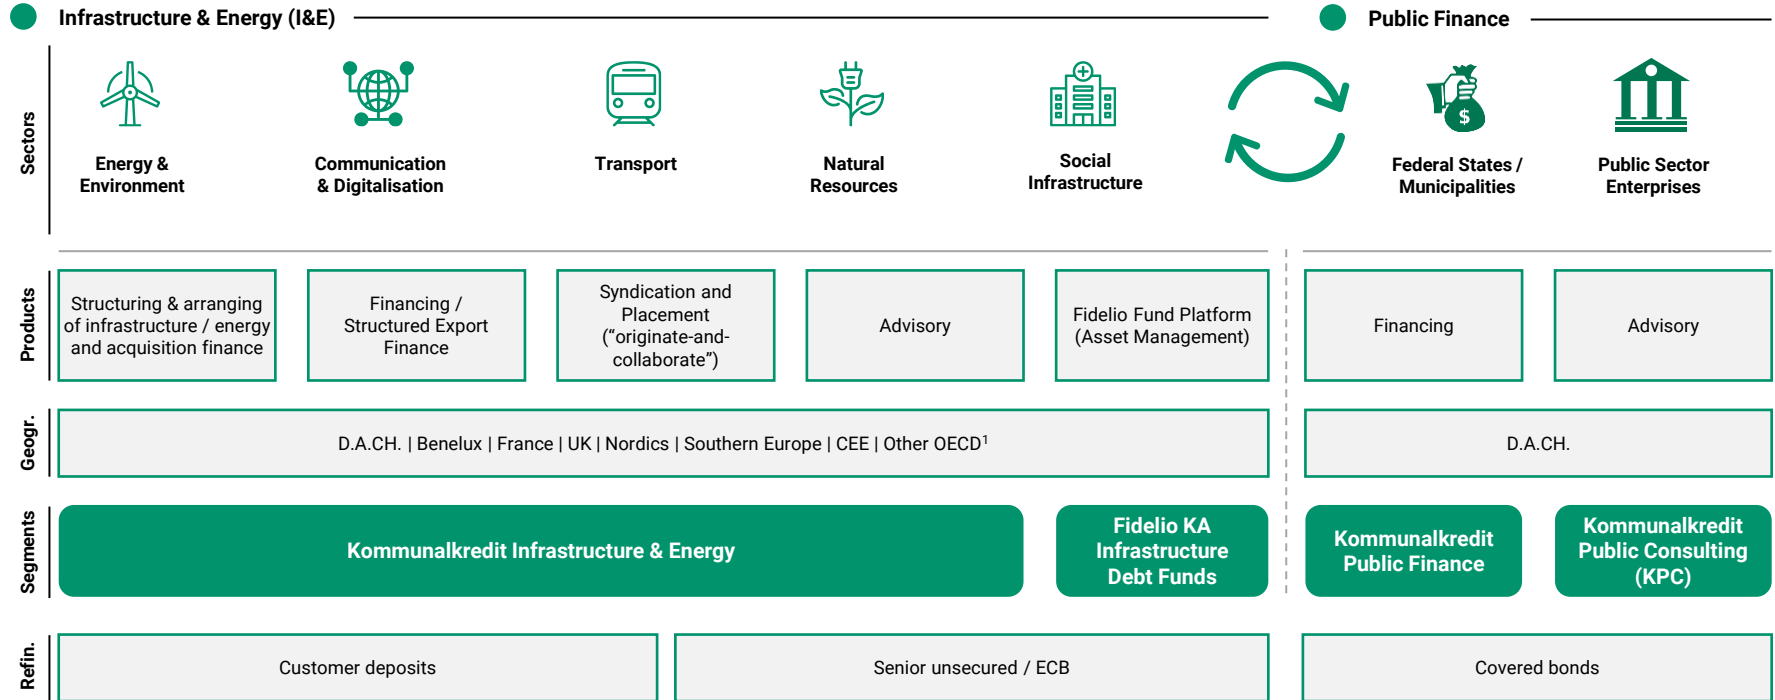 Infrastructure & Energy (I&E)
Public Finance
Sectors
Energy &
Environment
Communication
& Digitalisation
Transport
Natural
Resources
Social
Infrastructure
$
Federal States /
Municipalities
Public Sector
Enterprises
Products
Structuring & arranging
of infrastructure / energy
and acquisition finance
Financing /
Structured Export
Finance
Syndication and
Placement
(“originate-and-
collaborate”)
Advisory
Fidelio Fund Platform
(Asset Management)
Financing
Advisory
Geogr.
D.A.CH. | Benelux | France | UK | Nordics | Southern Europe | CEE | Other OECD¹
D.A.CH.
Segments
Kommunalkredit Infrastructure & Energy
Fidelio KA
Infrastructure
Debt Funds
Kommunalkredit
Public Finance
Kommunalkredit
Public Consulting
(KPC)
Refin.
Customer deposits
Senior unsecured / ECB
Covered bonds